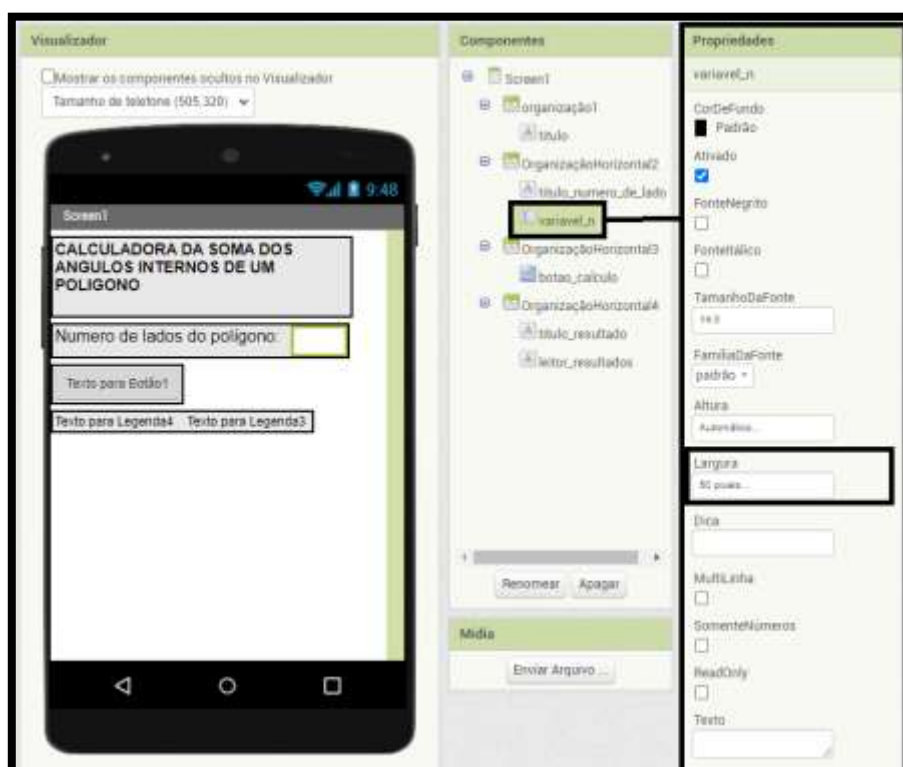 Visualizador
Mostrar os componentes ocultos no Visualizador
Tamanho de telefone (505,320)
9:48
Screen1
CALCULADORA DA SOMA DOS
ANGULOS INTERNOS DE UM
POLIGONO
Numero de lados do poligono:
Texto para Botão1
Texto para Legenda4 Texto para Legenda3
Componentes
Screen1
organização1
titulo
OrganizaçãoHorizontal2
titulo_numero_de_lado
variavel_n
OrganizaçãoHorizontal3
botao_calculo
OrganizaçãoHorizontal4
titulo_resultado
leitor_resultados
Renomear Apagar
Mídia
Enviar Arquivo ...
Propriedades
variavel_n
CorDeFundo
Padrão
Ativado
FonteNegrito
FonteItálico
TamanhoDaFonte
14.0
FamíliaDaFonte
padrão
Altura
Automático...
Largura
50 pixels...
Dica
MultiLinha
SomenteNúmeros
ReadOnly
Texto